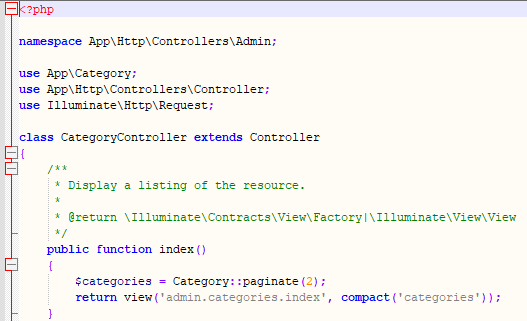 <?php
namespace App\Http\Controllers\Admin;
use App\Category;
use App\Http\Controllers\Controller;
use Illuminate\Http\Request;
class CategoryController extends Controller
{
    /**
     * Display a listing of the resource.
     *
     * @return \Illuminate\Contracts\View\Factory|\Illuminate\View\View
     */
    public function index()
    {
        $categories = Category::paginate(2);
        return view('admin.categories.index', compact('categories'));
    }